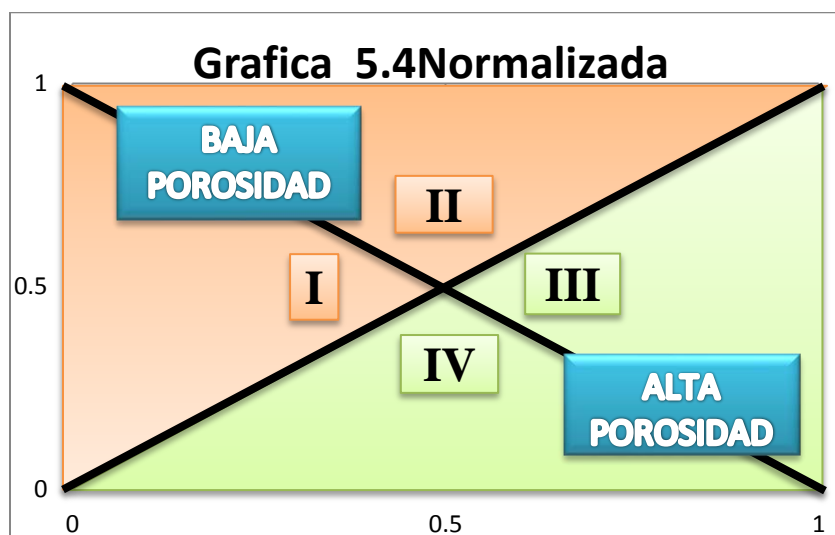 Grafica 5.4Normalizada
1
BAJA
POROSIDAD
II
0.5
I
III
IV
ALTA
POROSIDAD
0
0
0.5
1